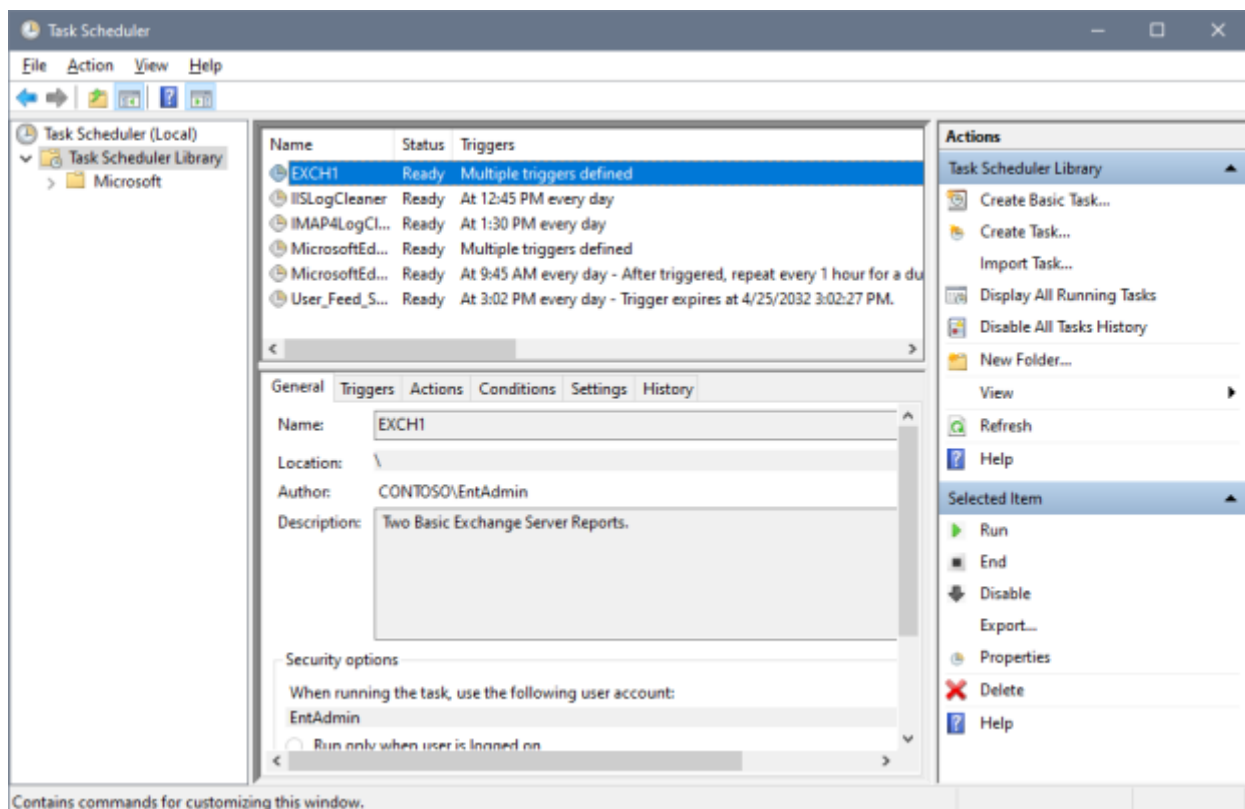 Task Scheduler
File Action View Help
Task Scheduler (Local)
Task Scheduler Library
Microsoft
Name Status Triggers
EXCH1 Ready Multiple triggers defined
IISLogCleaner Ready At 12:45 PM every day
IMAP4LogCl... Ready At 1:30 PM every day
MicrosoftEd... Ready Multiple triggers defined
MicrosoftEd... Ready At 9:45 AM every day - After triggered, repeat every 1 hour for a du
User_Feed_S... Ready At 3:02 PM every day - Trigger expires at 4/25/2032 3:02:27 PM.
General Triggers Actions Conditions Settings History
Name: EXCH1
Location: \
Author: CONTOSO\EntAdmin
Description: Two Basic Exchange Server Reports.
Security options
When running the task, use the following user account:
EntAdmin
Run only when user is logged on
Actions
Task Scheduler Library
Create Basic Task...
Create Task...
Import Task...
Display All Running Tasks
Disable All Tasks History
New Folder...
View
Refresh
Help
Selected Item
Run
End
Disable
Export...
Properties
Delete
Help
Contains commands for customizing this window.